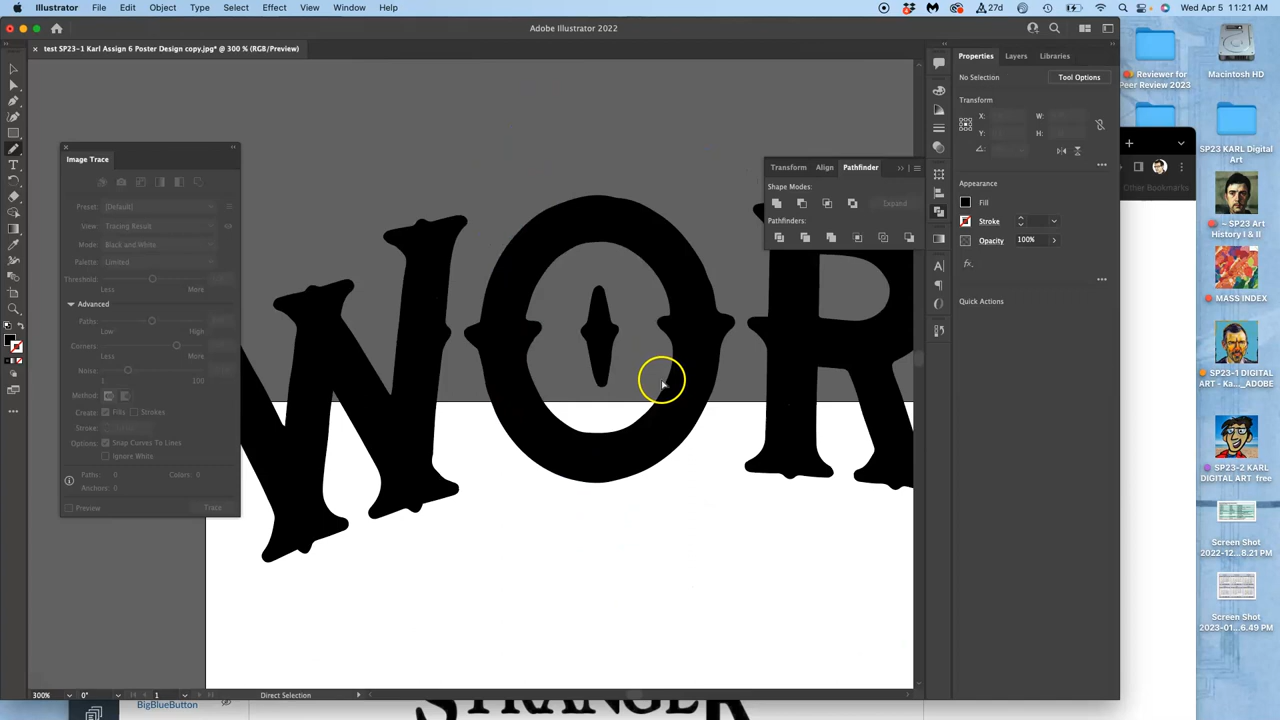 Illustrator File Edit Object Type Select Effect View Window Help
27d
Wed Apr 5 11:21 AM
Adobe Illustrator 2022
× test SP23-1 Karl Assign 6 Poster Design copy.jpg* @ 300 % (RGB/Preview)
Image Trace
Preset: [Default]
View: Tracing Result
Mode: Black and White
Palette: Limited
Threshold:
Less More
Advanced
Paths:
Low High
Corners:
Less More
Noise:
1 100
Method:
Create: Fills Strokes
Stroke:
Options: Snap Curves To Lines
Ignore White
Paths: 0 Colors: 0
Anchors: 0
Preview Trace
WOR
Transform Align Pathfinder
Shape Modes:
Expand
Pathfinders:
Properties Layers Libraries
No Selection Tool Options
Transform
X: W:
Y: H:
Appearance
Fill
Stroke
Opacity 100%
fx.
Quick Actions
300% 0° 1 Direct Selection
BigBlueButton
STRANGER
Other Bookmarks
Reviewer for
Peer Review 2023
Macintosh HD
SP23 KARL Digital
Art
~ SP23 Art
History I & II
MASS INDEX
SP23-1 DIGITAL
ART - Ka..._ADOBE
SP23-2 KARL
DIGITAL ART free
Screen Shot
2022-12...8.21 PM
Screen Shot
2023-01...6.49 PM